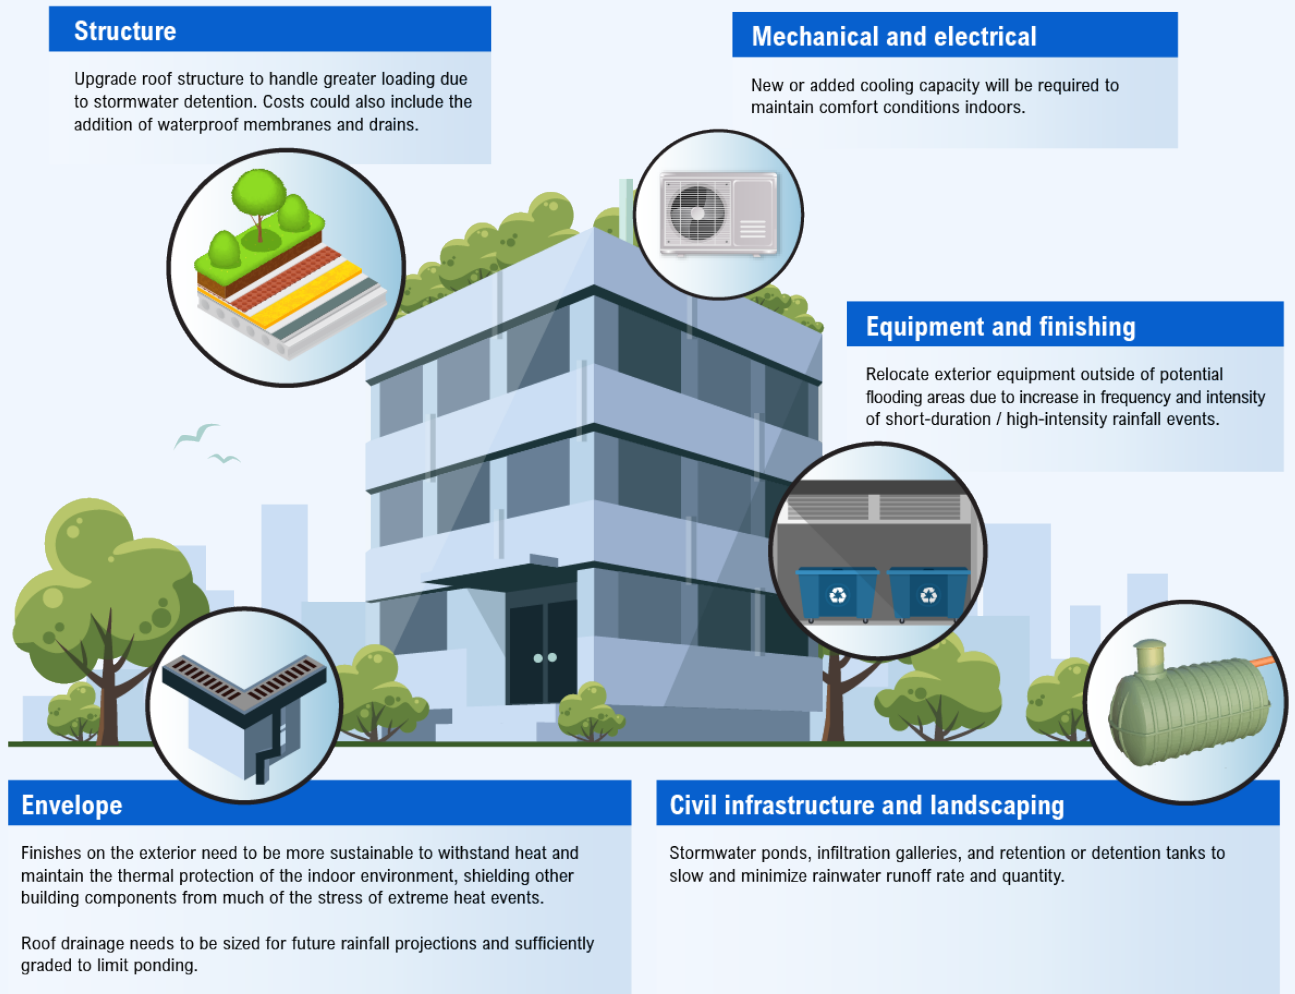 Structure
Upgrade roof structure to handle greater loading due
to stormwater detention. Costs could also include the
addition of waterproof membranes and drains.
Mechanical and electrical
New or added cooling capacity will be required to
maintain comfort conditions indoors.
Equipment and finishing
Relocate exterior equipment outside of potential
flooding areas due to increase in frequency and intensity
of short-duration / high-intensity rainfall events.
Envelope
Finishes on the exterior need to be more sustainable to withstand heat and
maintain the thermal protection of the indoor environment, shielding other
building components from much of the stress of extreme heat events.
Roof drainage needs to be sized for future rainfall projections and sufficiently
graded to limit ponding.
Civil infrastructure and landscaping
Stormwater ponds, infiltration galleries, and retention or detention tanks to
slow and minimize rainwater runoff rate and quantity.